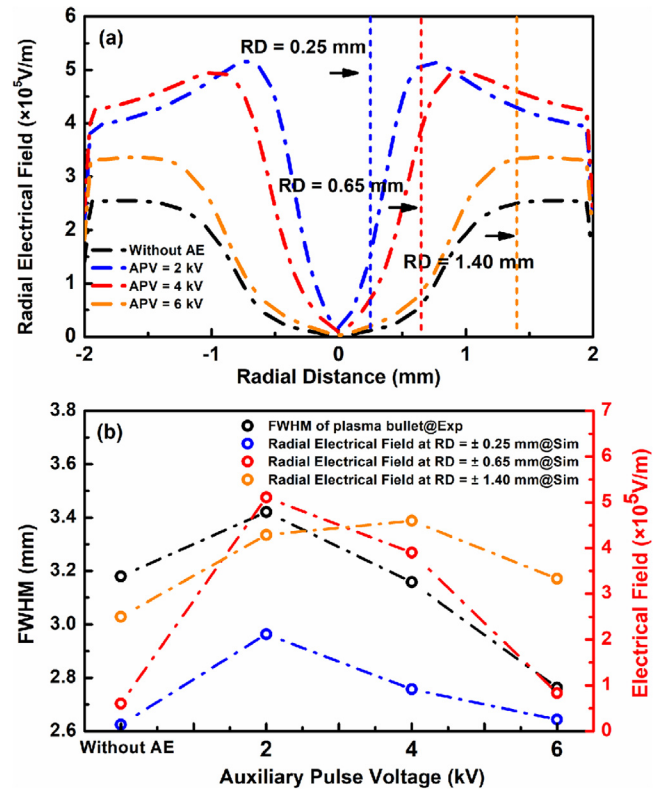 (a)
RD = 0.25 mm
RD = 0.65 mm
RD = 1.40 mm
Without AE
APV = 2 kV
APV = 4 kV
APV = 6 kV
Radial Electrical Field (×10⁵V/m)
6
5
4
3
2
1
0
-2
-1
0
1
2
Radial Distance (mm)
(b)
FWHM of plasma bullet@Exp
Radial Electrical Field at RD = ± 0.25 mm@Sim
Radial Electrical Field at RD = ± 0.65 mm@Sim
Radial Electrical Field at RD = ± 1.40 mm@Sim
FWHM (mm)
3.8
3.6
3.4
3.2
3.0
2.8
2.6
7
6
5
4
3
2
1
0
Electrical Field (×10⁵V/m)
Without AE
2
4
6
Auxiliary Pulse Voltage (kV)